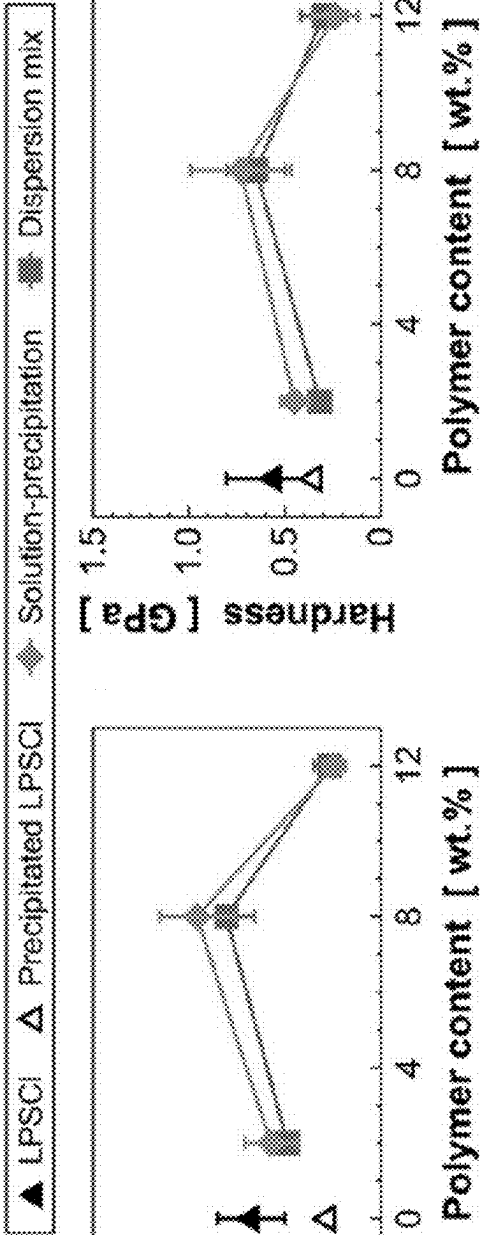 LPSCl Precipitated LPSCl Solution-precipitation Dispersion mix
0 4 8 12
Polymer content [ wt.% ]
Hardness [ GPa ]
1.5
1.0
0.5
0
0 4 8 12
Polymer content [ wt.% ]